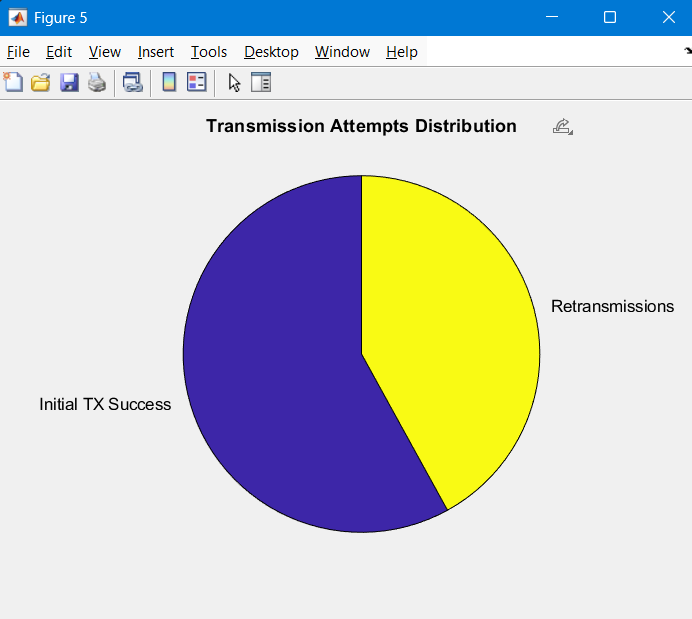 Figure 5
File Edit View Insert Tools Desktop Window Help
Transmission Attempts Distribution
Retransmissions
Initial TX Success